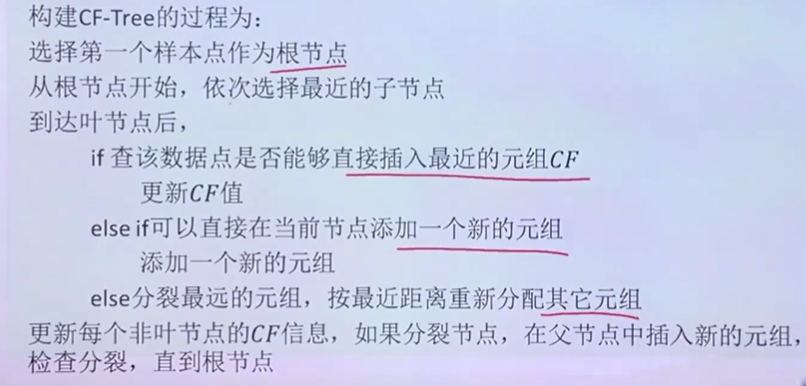 构建CF-Tree的过程为：
选择第一个样本点作为根节点
从根节点开始，依次选择最近的子节点
到达叶节点后，
if 查该数据点是否能够直接插入最近的元组CF
更新CF值
else if可以直接在当前节点添加一个新的元组
添加一个新的元组
else分裂最远的元组，按最近距离重新分配其它元组
更新每个非叶节点的CF信息，如果分裂节点，在父节点中插入新的元组，
检查分裂，直到根节点